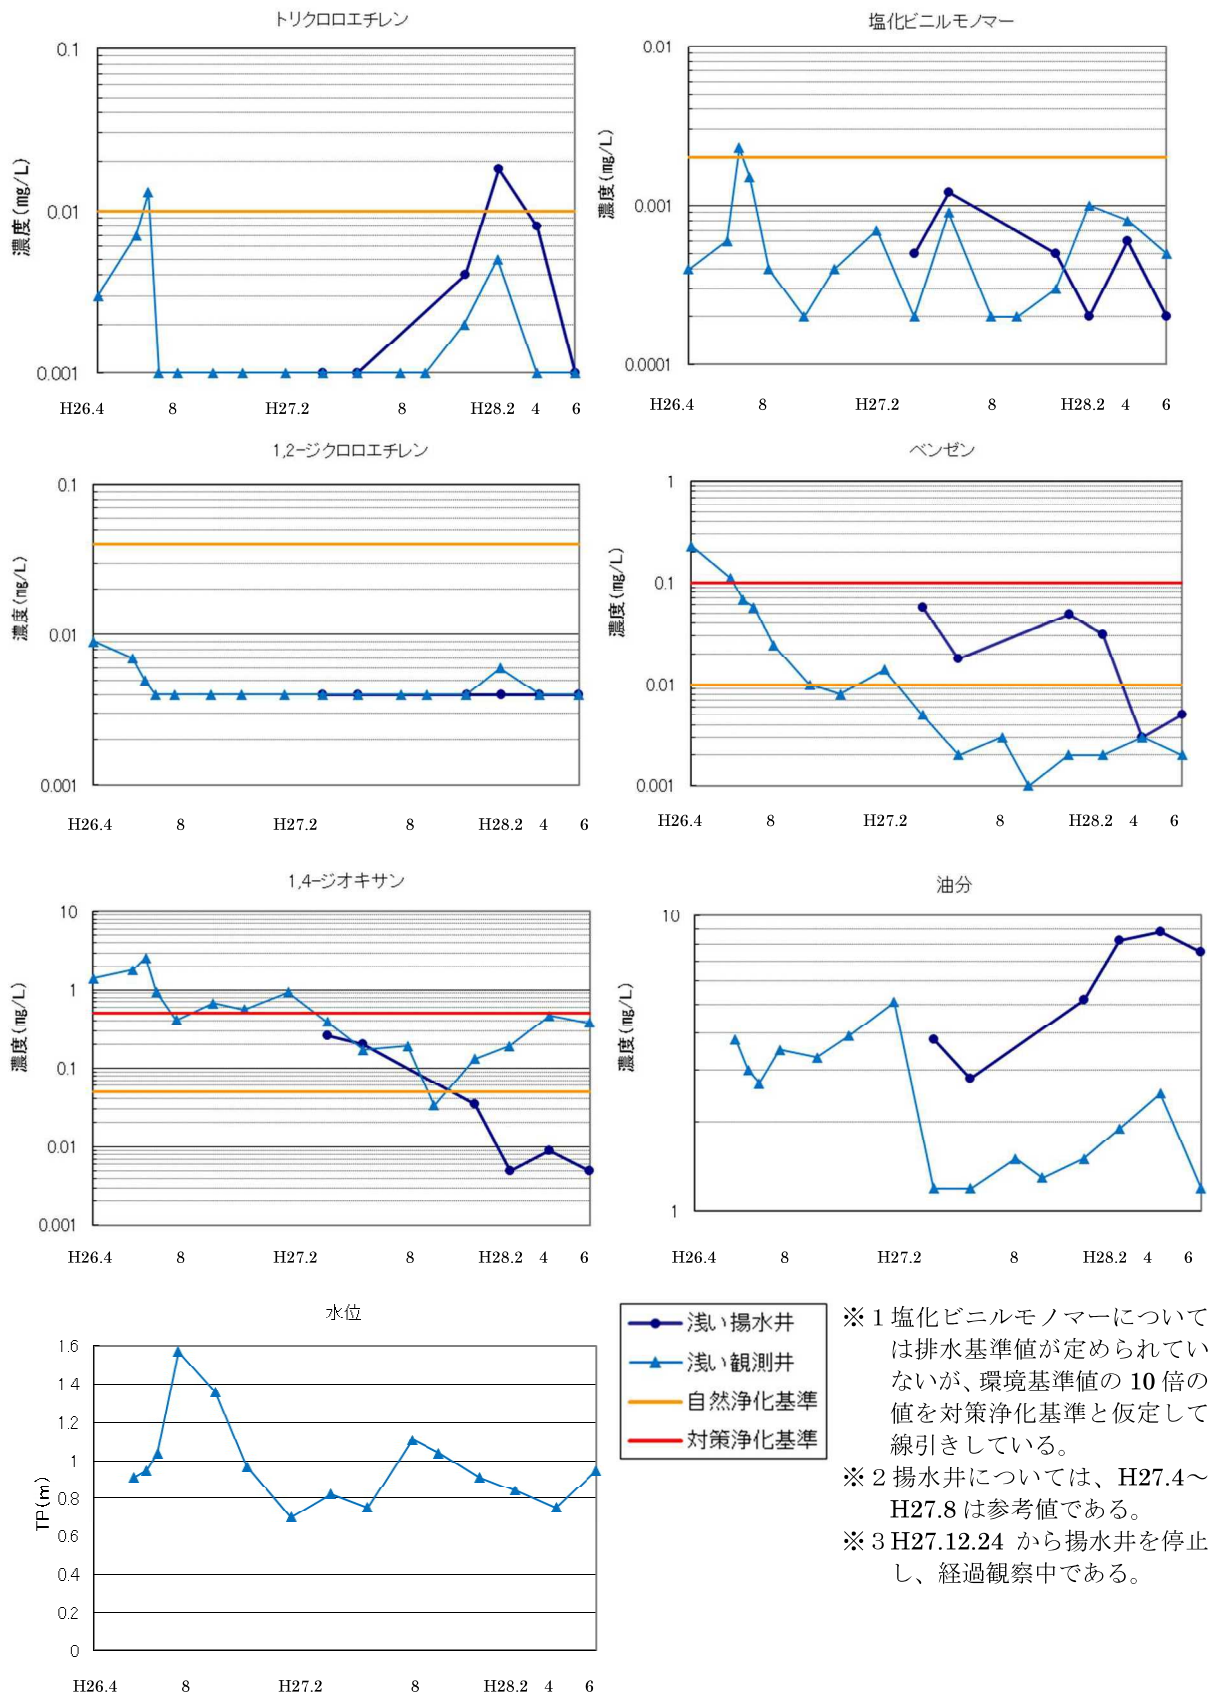 トリクロロエチレン
濃度(mg/L)
0.1
0.01
0.001
H26.4 8 H27.2 8 H28.2 4 6
塩化ビニルモノマー
濃度(mg/L)
0.01
0.001
0.0001
H26.4 8 H27.2 8 H28.2 4 6
1,2-ジクロロエチレン
濃度(mg/L)
0.1
0.01
0.001
H26.4 8 H27.2 8 H28.2 4 6
ベンゼン
濃度(mg/L)
1
0.1
0.01
0.001
H26.4 8 H27.2 8 H28.2 4 6
1,4-ジオキサン
濃度(mg/L)
10
1
0.1
0.01
0.001
H26.4 8 H27.2 8 H28.2 4 6
油分
濃度(mg/L)
10
1
H26.4 8 H27.2 8 H28.2 4 6
水位
TP(m)
1.6
1.4
1.2
1
0.8
0.6
0.4
0.2
0
H26.4 8 H27.2 8 H28.2 4 6
浅い揚水井
浅い観測井
自然浄化基準
対策浄化基準
※1塩化ビニルモノマーについて
は排水基準値が定められてい
ないが、環境基準値の10倍の
値を対策浄化基準と仮定して
線引きしている。
※2揚水井については、H27.4～
H27.8は参考値である。
※3H27.12.24から揚水井を停止
し、経過観察中である。